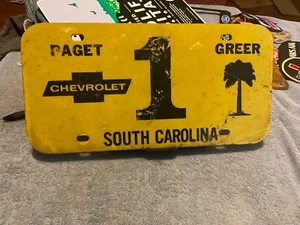 PAGET GREER
CHEVROLET
1
SOUTH CAROLINA